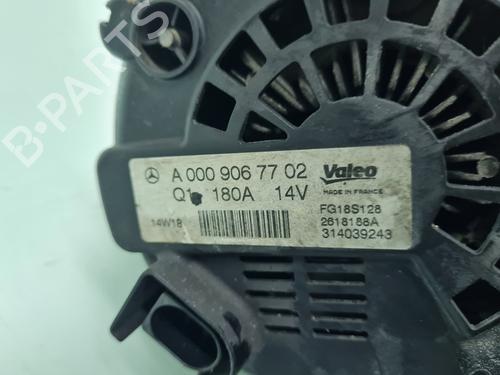 A 000 906 77 02
Q1 180A 14V
14W18
Valeo
MADE IN FRANCE
FG18S128
2618188A
314039243
B-PARTS